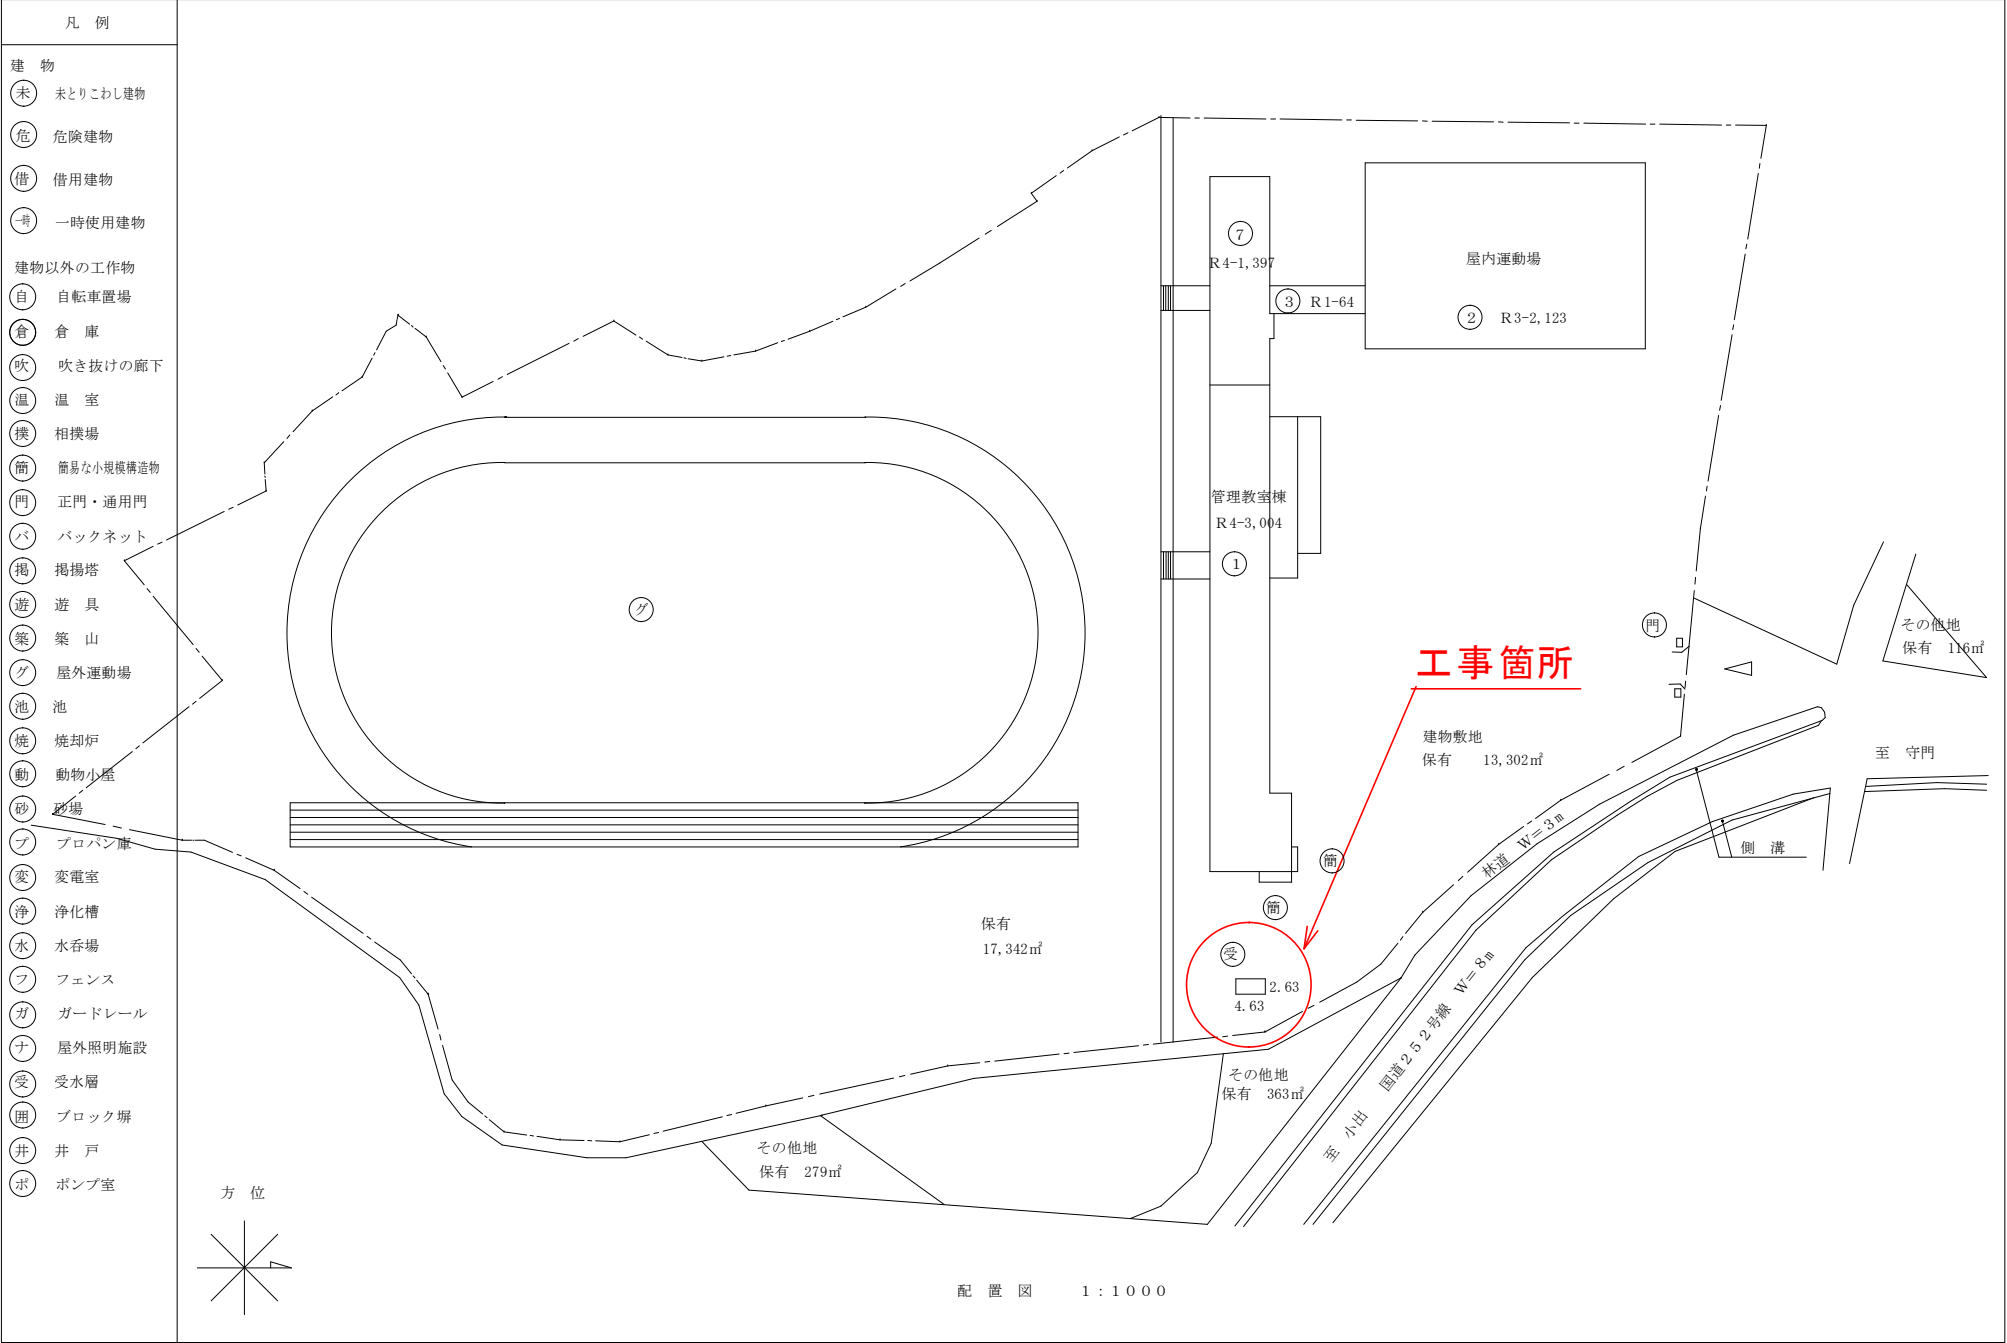 凡 例
建 物
未 未とりこわし建物
危 危険建物
借 借用建物
一時 一時使用建物
建物以外の工作物
自 自転車置場
倉 倉 庫
吹 吹き抜けの廊下
温 温 室
撲 相撲場
簡 簡易な小規模構造物
門 正門・通用門
バ バックネット
掲 掲揚塔
遊 遊 具
築 築 山
グ 屋外運動場
池 池
焼 焼却炉
動 動物小屋
砂 砂場
プ プロパン庫
変 変電室
浄 浄化槽
水 水呑場
フ フェンス
ガ ガードレール
ナ 屋外照明施設
受 受水層
囲 ブロック塀
井 井 戸
ポ ポンプ室
方 位
7
R4-1,397
3 R1-64
屋内運動場
2 R3-2,123
管理教室棟
R4-3,004
1
グ
門
その他地
保有 116㎡
工事箇所
建物敷地
保有 13,302㎡
至 守門
側 溝
林道 W=3m
簡
簡
保有
17,342㎡
受
2.63
4.63
国道252号線 W=8m
至 小出
その他地
保有 363㎡
その他地
保有 279㎡
配 置 図 1:1000